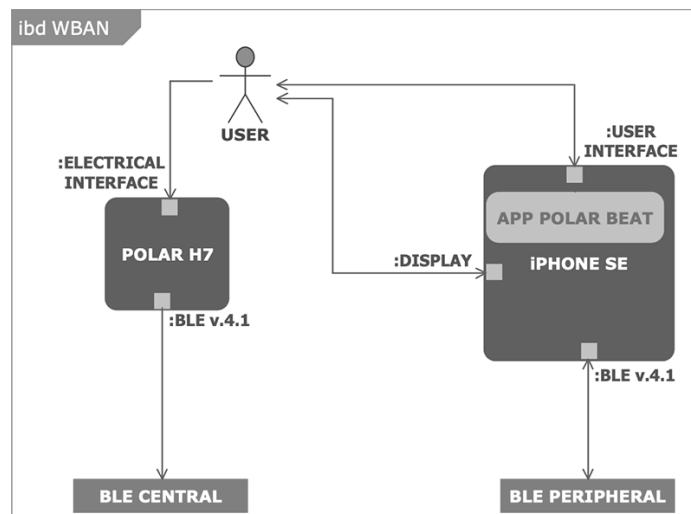 ibd WBAN
USER
:ELECTRICAL
INTERFACE
:USER
INTERFACE
APP POLAR BEAT
POLAR H7
:DISPLAY
iPHONE SE
:BLE v.4.1
:BLE v.4.1
BLE CENTRAL
BLE PERIPHERAL